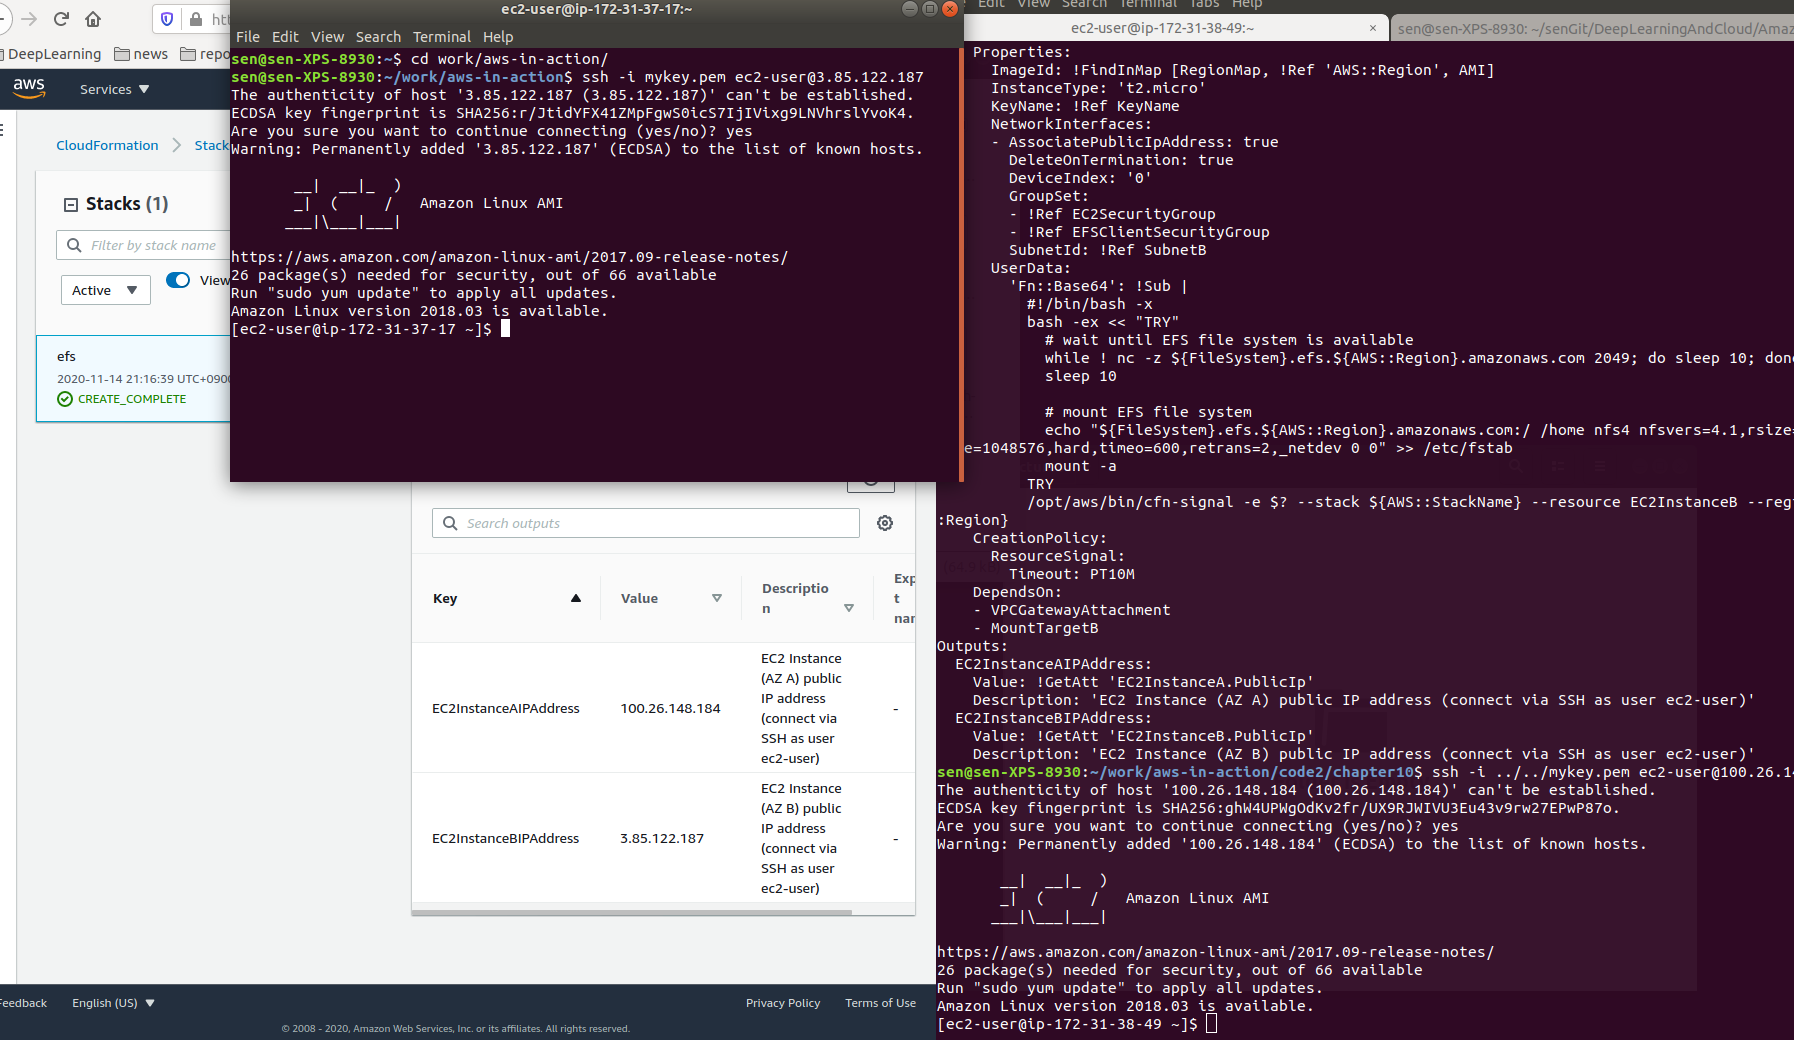 htt
DeepLearning
news
repo
aws
Services
CloudFormation
Stack
Stacks (1)
Filter by stack name
Active
View
efs
2020-11-14 21:16:39 UTC+0900
CREATE_COMPLETE
ec2-user@ip-172-31-37-17:~
File Edit View Search Terminal Help
sen@sen-XPS-8930:~$ cd work/aws-in-action/
sen@sen-XPS-8930:~/work/aws-in-action$ ssh -i mykey.pem ec2-user@3.85.122.187
The authenticity of host '3.85.122.187 (3.85.122.187)' can't be established.
ECDSA key fingerprint is SHA256:r/JtidYFX41ZMpFgwS0icS7IjIVixg9LNVhrslYvoK4.
Are you sure you want to continue connecting (yes/no)? yes
Warning: Permanently added '3.85.122.187' (ECDSA) to the list of known hosts.
__|  __|_  )
_|  (     /   Amazon Linux AMI
___|\___|___|
https://aws.amazon.com/amazon-linux-ami/2017.09-release-notes/
26 package(s) needed for security, out of 66 available
Run "sudo yum update" to apply all updates.
Amazon Linux version 2018.03 is available.
[ec2-user@ip-172-31-37-17 ~]$
Search outputs
Key
Value
Descriptio
n
Exp
t
nar
EC2InstanceAIPAddress
100.26.148.184
EC2 Instance
(AZ A) public
IP address
(connect via
SSH as user
ec2-user)
-
EC2InstanceBIPAddress
3.85.122.187
EC2 Instance
(AZ B) public
IP address
(connect via
SSH as user
ec2-user)
-
Feedback
English (US)
Privacy Policy
Terms of Use
© 2008 - 2020, Amazon Web Services, Inc. or its affiliates. All rights reserved.
Edit View Search Terminal Tabs Help
ec2-user@ip-172-31-38-49:~
sen@sen-XPS-8930: ~/senGit/DeepLearningAndCloud/Amaz
Properties:
ImageId: !FindInMap [RegionMap, !Ref 'AWS::Region', AMI]
InstanceType: 't2.micro'
KeyName: !Ref KeyName
NetworkInterfaces:
- AssociatePublicIpAddress: true
DeleteOnTermination: true
DeviceIndex: '0'
GroupSet:
- !Ref EC2SecurityGroup
- !Ref EFSClientSecurityGroup
SubnetId: !Ref SubnetB
UserData:
'Fn::Base64': !Sub |
#!/bin/bash -x
bash -ex << "TRY"
# wait until EFS file system is available
while ! nc -z ${FileSystem}.efs.${AWS::Region}.amazonaws.com 2049; do sleep 10; done
sleep 10
# mount EFS file system
echo "${FileSystem}.efs.${AWS::Region}.amazonaws.com:/ /home nfs4 nfsvers=4.1,rsize=
e=1048576,hard,timeo=600,retrans=2,_netdev 0 0" >> /etc/fstab
mount -a
TRY
/opt/aws/bin/cfn-signal -e $? --stack ${AWS::StackName} --resource EC2InstanceB --reg
:Region}
CreationPolicy:
ResourceSignal:
Timeout: PT10M
DependsOn:
- VPCGatewayAttachment
- MountTargetB
Outputs:
EC2InstanceAIPAddress:
Value: !GetAtt 'EC2InstanceA.PublicIp'
Description: 'EC2 Instance (AZ A) public IP address (connect via SSH as user ec2-user)'
EC2InstanceBIPAddress:
Value: !GetAtt 'EC2InstanceB.PublicIp'
Description: 'EC2 Instance (AZ B) public IP address (connect via SSH as user ec2-user)'
sen@sen-XPS-8930:~/work/aws-in-action/code2/chapter10$ ssh -i ../../mykey.pem ec2-user@100.26.14
The authenticity of host '100.26.148.184 (100.26.148.184)' can't be established.
ECDSA key fingerprint is SHA256:ghW4UPWgOdKv2fr/UX9RJWIVU3Eu43v9rw27EPwP87o.
Are you sure you want to continue connecting (yes/no)? yes
Warning: Permanently added '100.26.148.184' (ECDSA) to the list of known hosts.
__|  __|_  )
_|  (     /   Amazon Linux AMI
___|\___|___|
https://aws.amazon.com/amazon-linux-ami/2017.09-release-notes/
26 package(s) needed for security, out of 66 available
Run "sudo yum update" to apply all updates.
Amazon Linux version 2018.03 is available.
[ec2-user@ip-172-31-38-49 ~]$